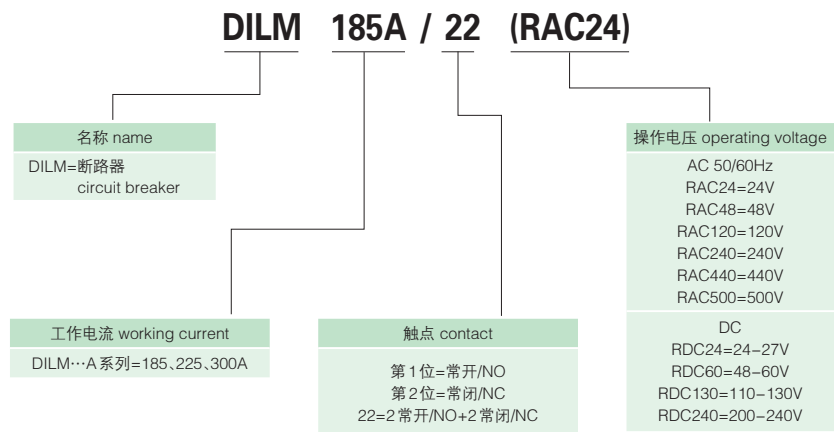 DILM 185A / 22 (RAC24)
名称 name
DILM=断路器
circuit breaker
工作电流 working current
DILM…A系列=185、225、300A
触点 contact
第1位=常开/NO
第2位=常闭/NC
22=2常开/NO+2常闭/NC
操作电压 operating voltage
AC 50/60Hz
RAC24=24V
RAC48=48V
RAC120=120V
RAC240=240V
RAC440=440V
RAC500=500V
DC
RDC24=24–27V
RDC60=48–60V
RDC130=110–130V
RDC240=200–240V